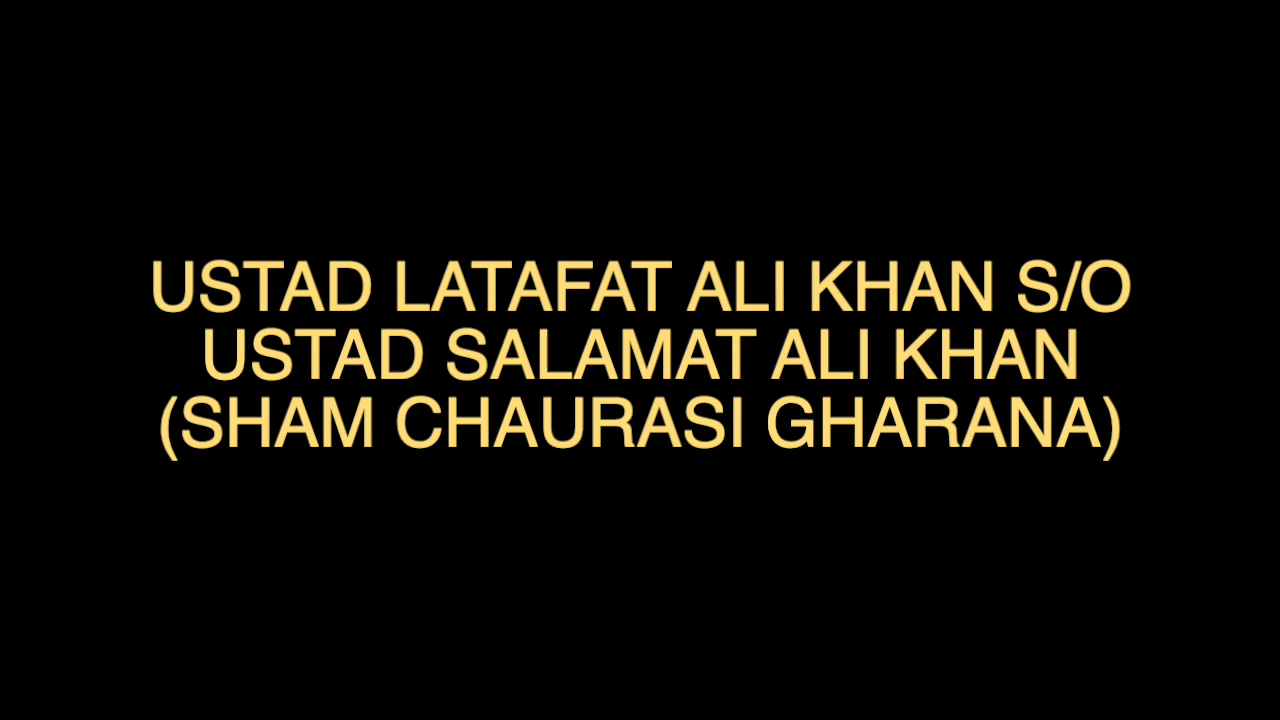 USTAD LATAFAT ALI KHAN S/O
USTAD SALAMAT ALI KHAN
(SHAM CHAURASI GHARANA)